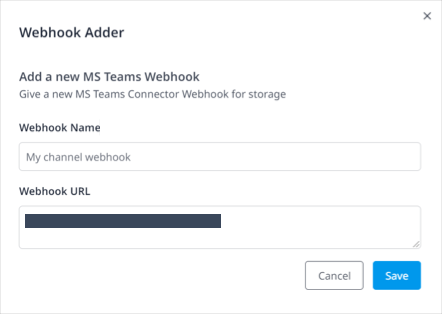 ×
Webhook Adder
Add a new MS Teams Webhook
Give a new MS Teams Connector Webhook for storage
Webhook Name
My channel webhook
Webhook URL
Cancel
Save